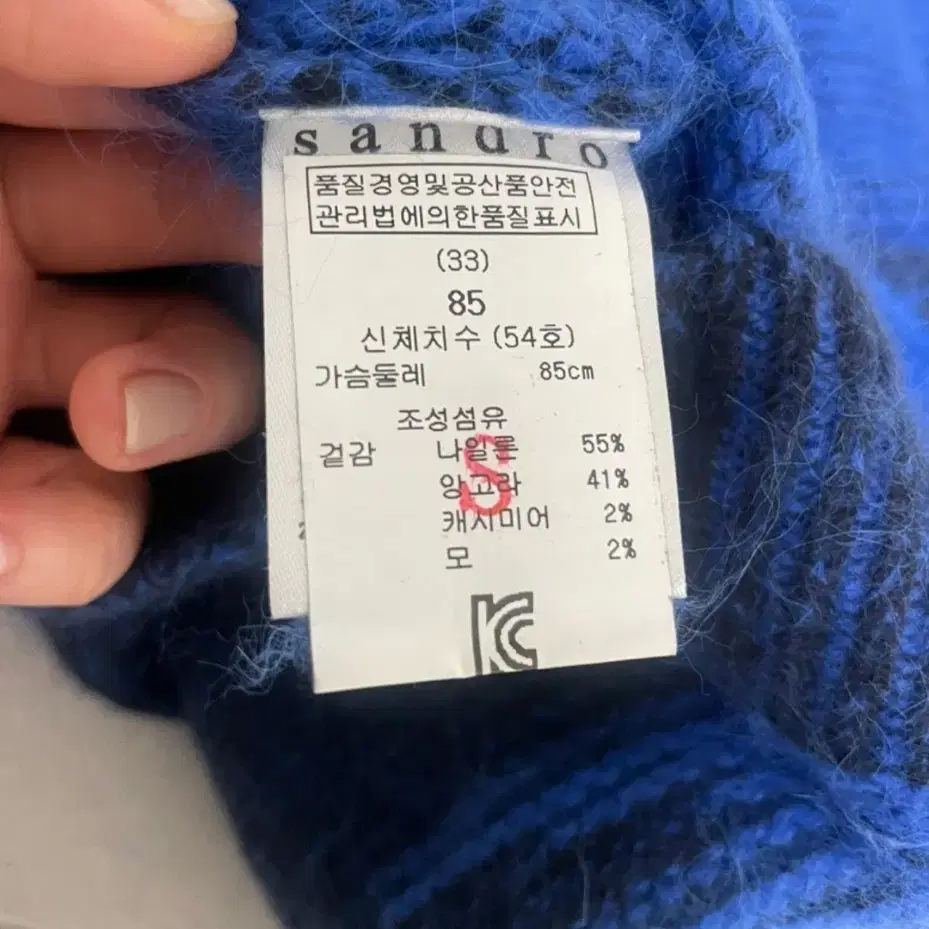 sandro
품질경영및공산품안전
관리법에의한품질표시
(33)
85
신체치수 (54호)
가슴둘레 85cm
조성섬유
겉감 나일론 55%
앙고라 41%
캐시미어 2%
모 2%
S
KC